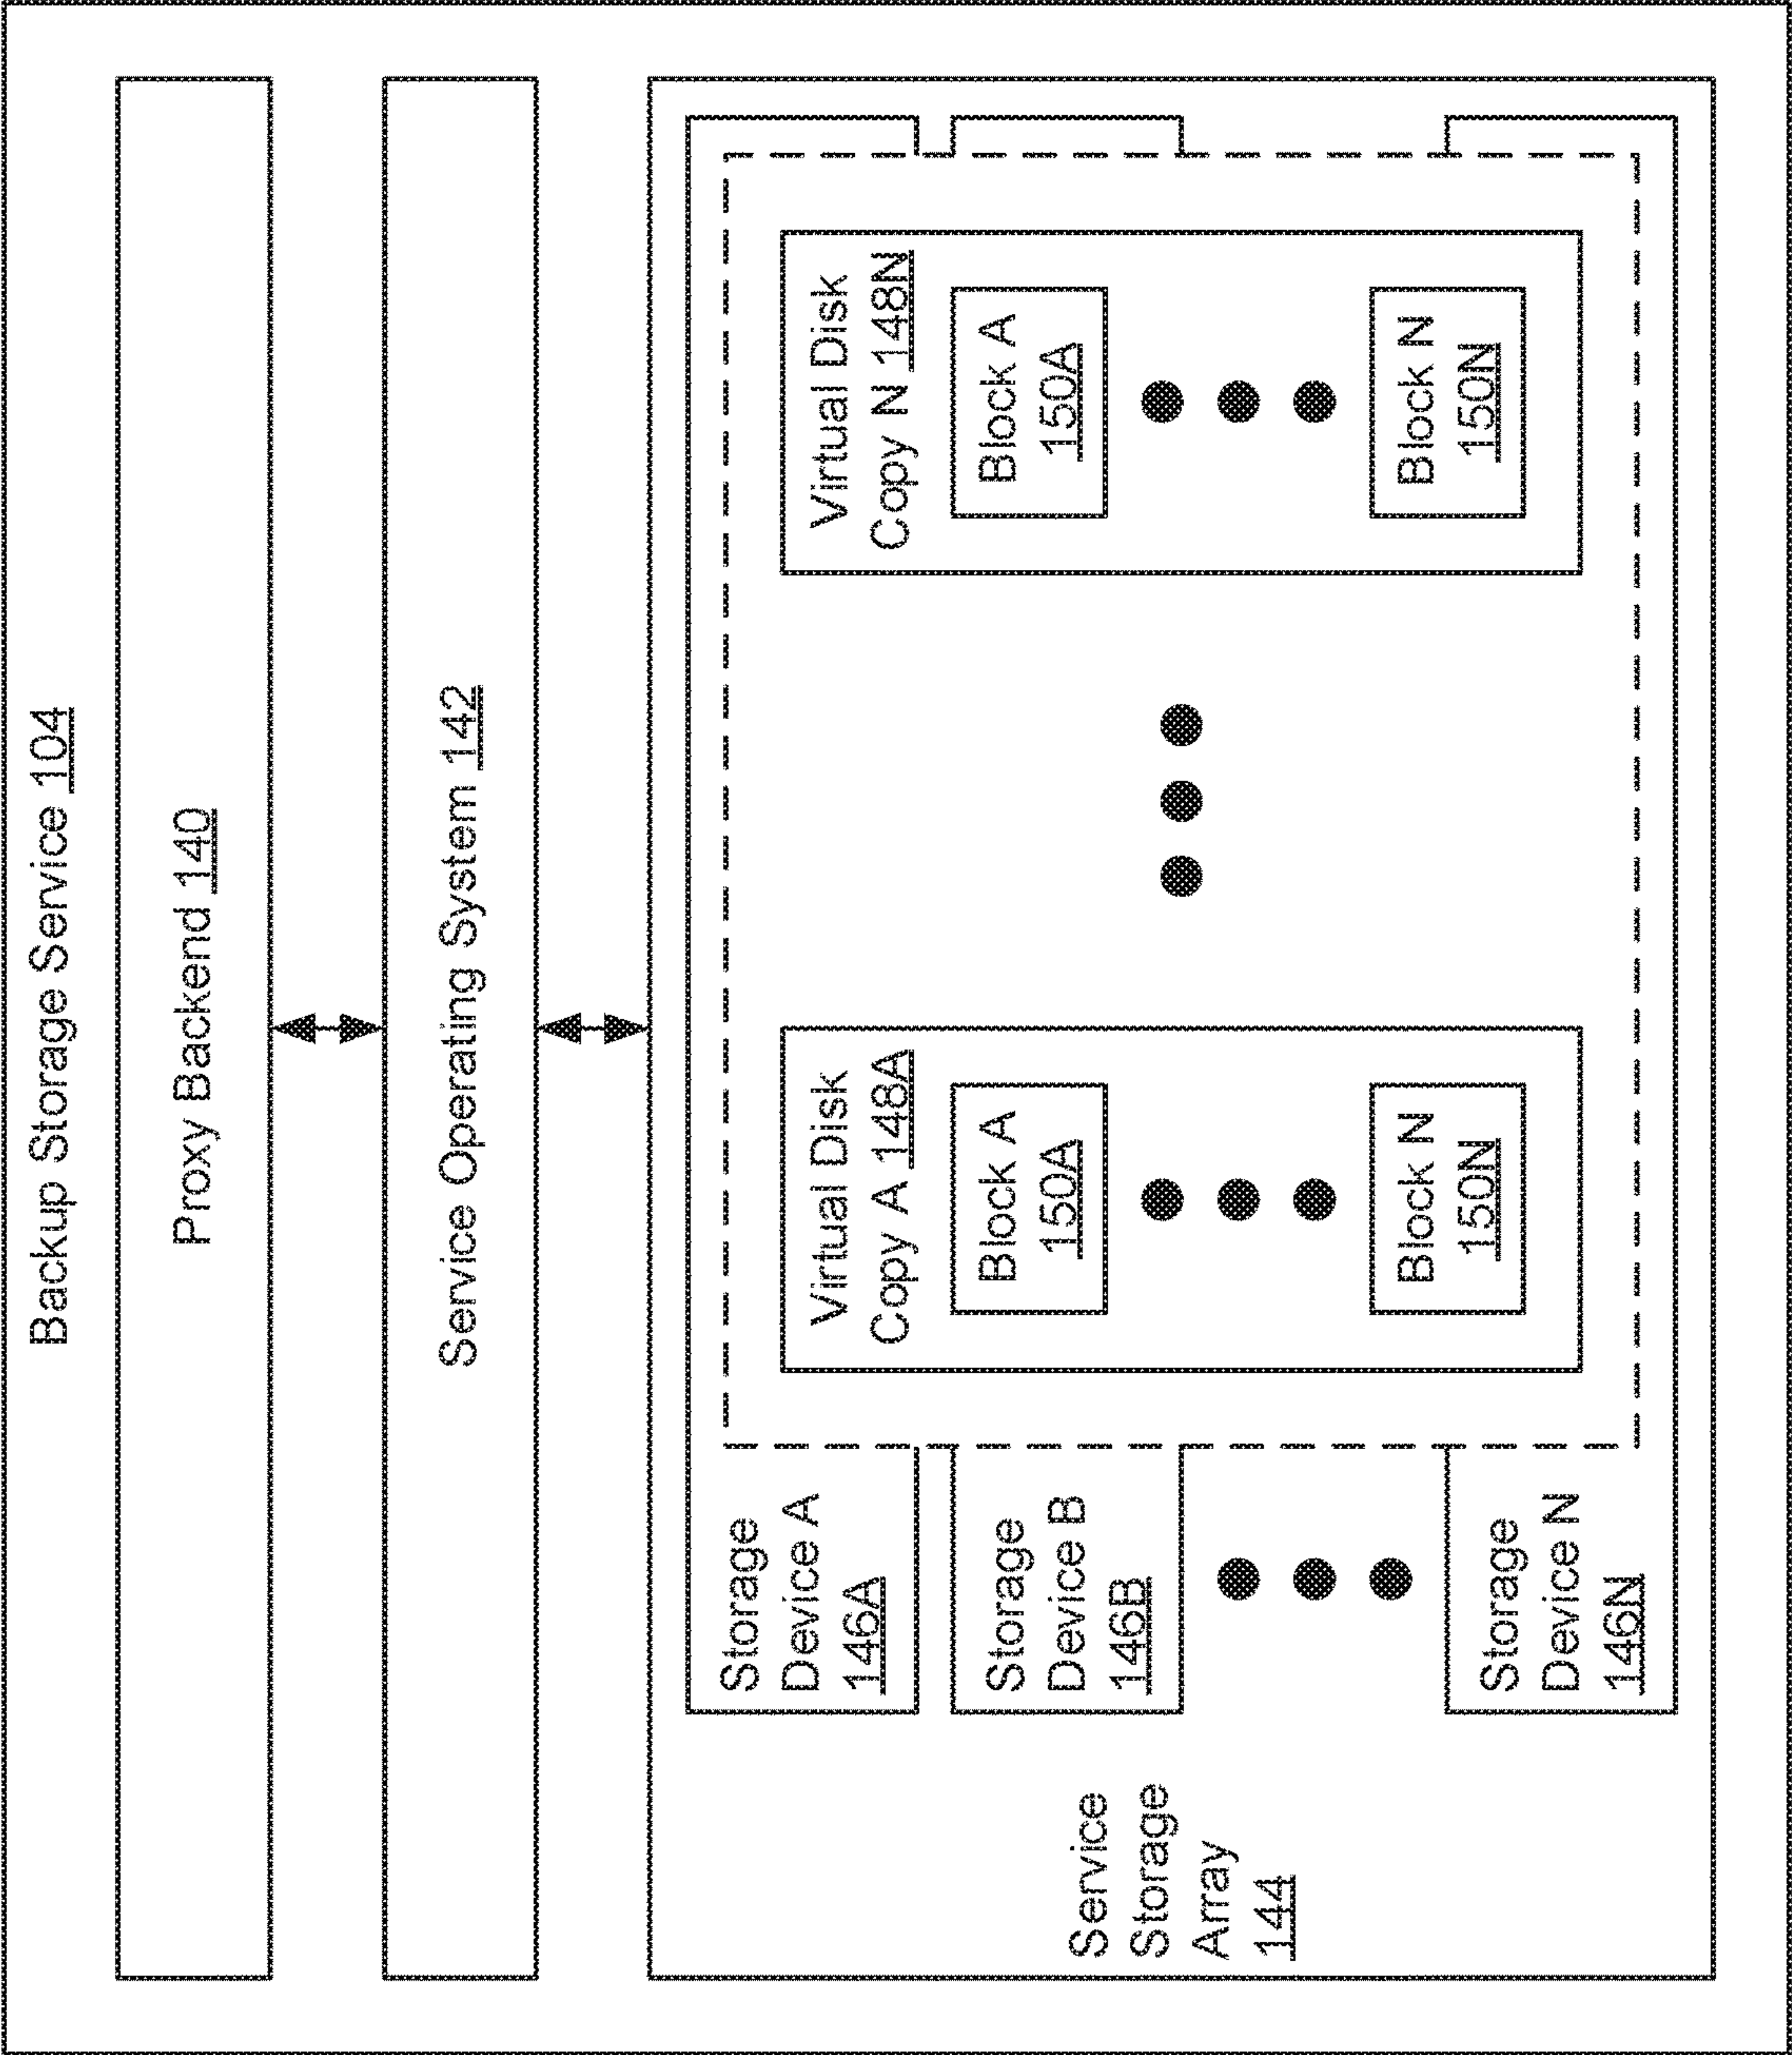 Backup Storage Service 104
Proxy Backend 140
Service Operating System 142
Service
Storage
Array
144
Storage
Device A
146A
Storage
Device B
146B
Storage
Device N
146N
Virtual Disk
Copy A 148A
Block A
150A
Block N
150N
Virtual Disk
Copy N 148N
Block A
150A
Block N
150N